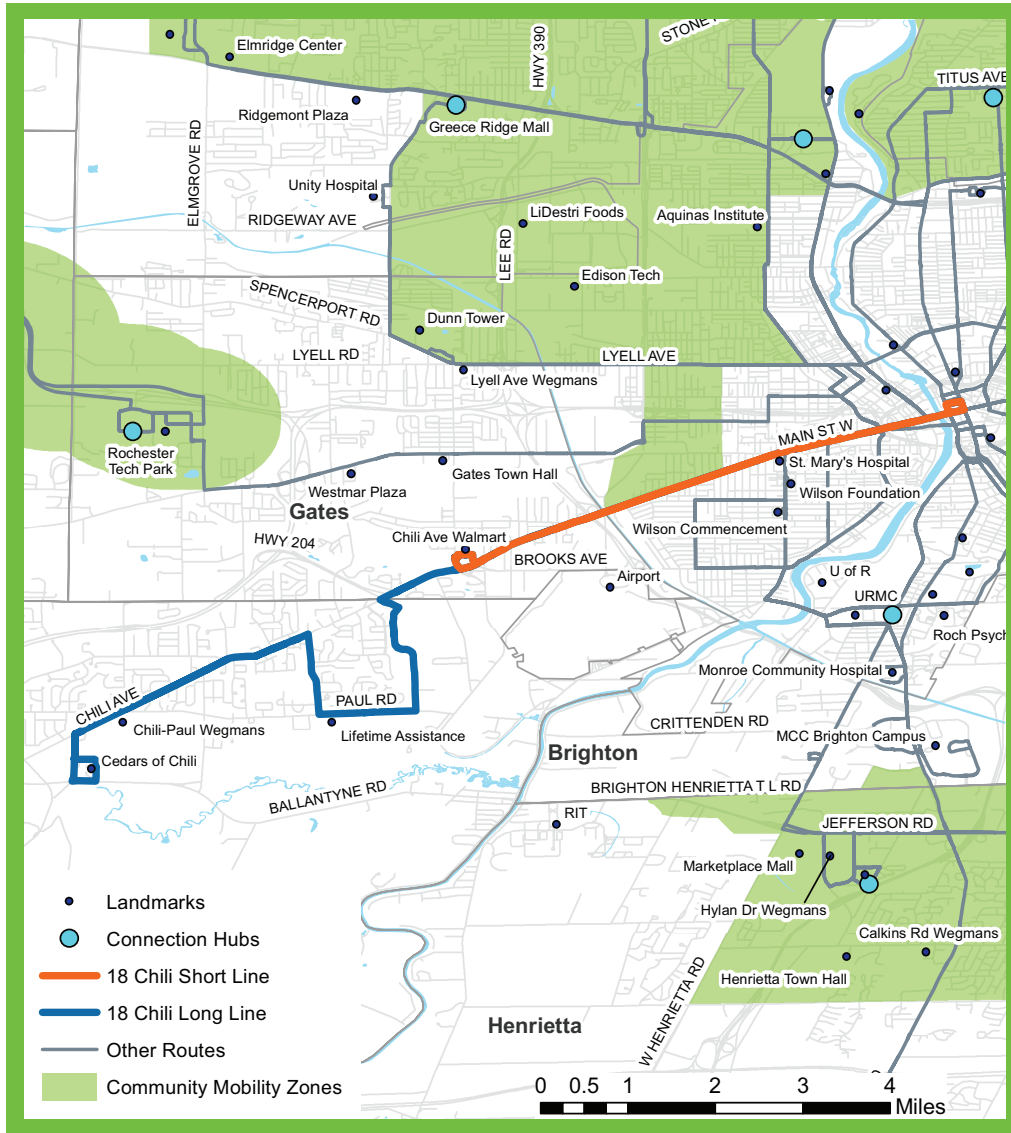 STONE
Elmridge Center
HWY 390
TITUS AVE
Ridgemont Plaza
Greece Ridge Mall
ELMGROVE RD
Unity Hospital
RIDGEWAY AVE
LiDestri Foods
Aquinas Institute
LEE RD
Edison Tech
SPENCERPORT RD
Dunn Tower
LYELL RD
LYELL AVE
Lyell Ave Wegmans
MAIN ST W
Rochester
Tech Park
Gates Town Hall
St. Mary's Hospital
Westmar Plaza
Wilson Foundation
Gates
Wilson Commencement
HWY 204
Chili Ave Walmart
BROOKS AVE
Airport
U of R
URMC
Roch Psych
Monroe Community Hospital
PAUL RD
CHILI AVE
Chili-Paul Wegmans
Lifetime Assistance
CRITTENDEN RD
MCC Brighton Campus
Brighton
Cedars of Chili
BALLANTYNE RD
BRIGHTON HENRIETTA T L RD
RIT
JEFFERSON RD
Marketplace Mall
Hylan Dr Wegmans
Calkins Rd Wegmans
Henrietta Town Hall
W HENRIETTA RD
Henrietta
Landmarks
Connection Hubs
18 Chili Short Line
18 Chili Long Line
Other Routes
Community Mobility Zones
0 0.5 1 2 3 4
Miles